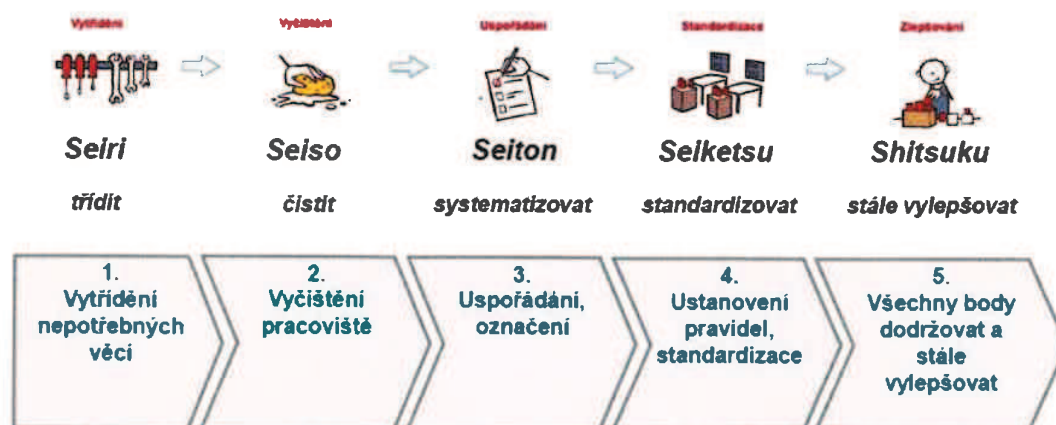 Vytřídění
Vyčištění
Uspořádání
Standardizace
Zlepšování
Seiri
Seiso
Seiton
Seiketsu
Shitsuku
třídit
čistit
systematizovat
standardizovat
stále vylepšovat
1.
Vytřídění
nepotřebných
věcí
2.
Vyčištění
pracoviště
3.
Uspořádání,
označení
4.
Ustanovení
pravidel,
standardizace
5.
Všechny body
dodržovat a
stále
vylepšovat